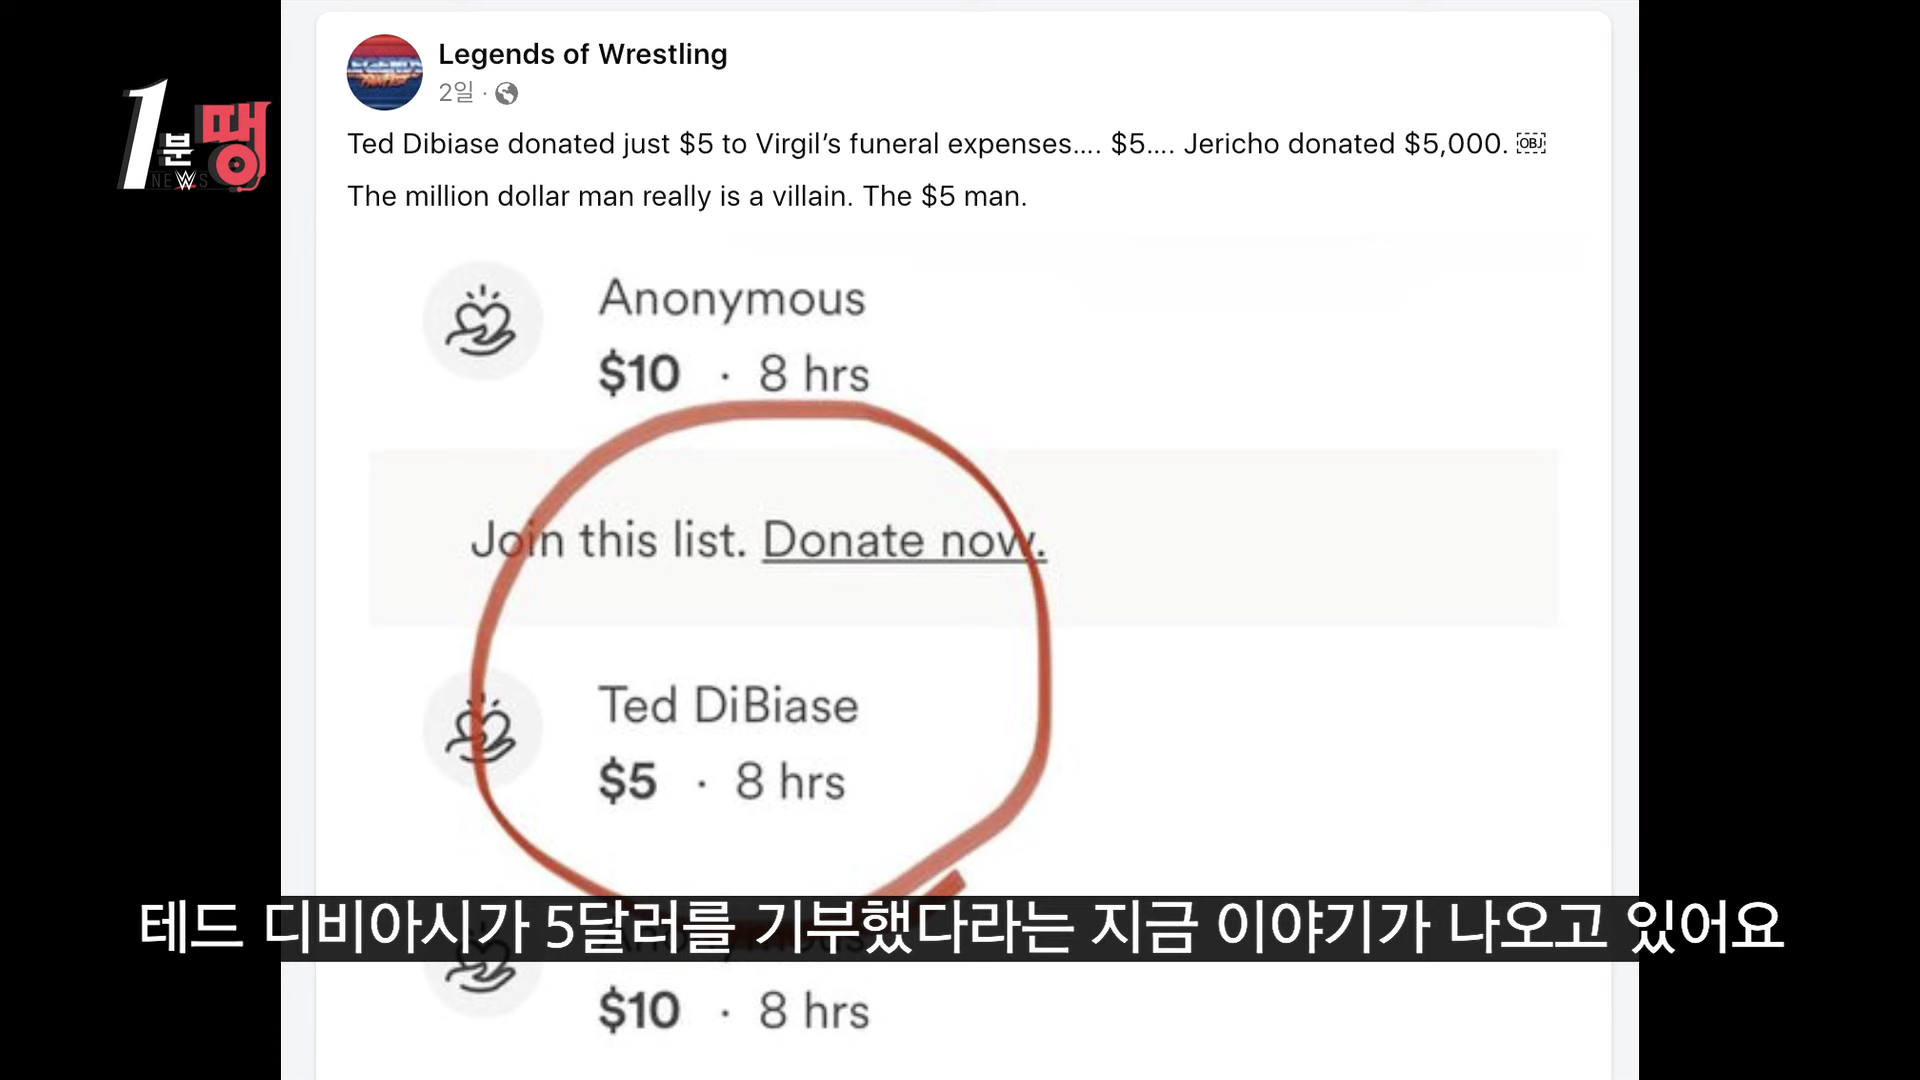 1분 땡
NEWS
LEGENDS
Legends of Wrestling
2일 ·
Ted Dibiase donated just $5 to Virgil’s funeral expenses.... $5.... Jericho donated $5,000. OBJ
The million dollar man really is a villain. The $5 man.
Anonymous
$10 · 8 hrs
Join this list. Donate now.
Ted DiBiase
$5 · 8 hrs
Anonymous
테드 디비아시가 5달러를 기부했다라는 지금 이야기가 나오고 있어요
$10 · 8 hrs